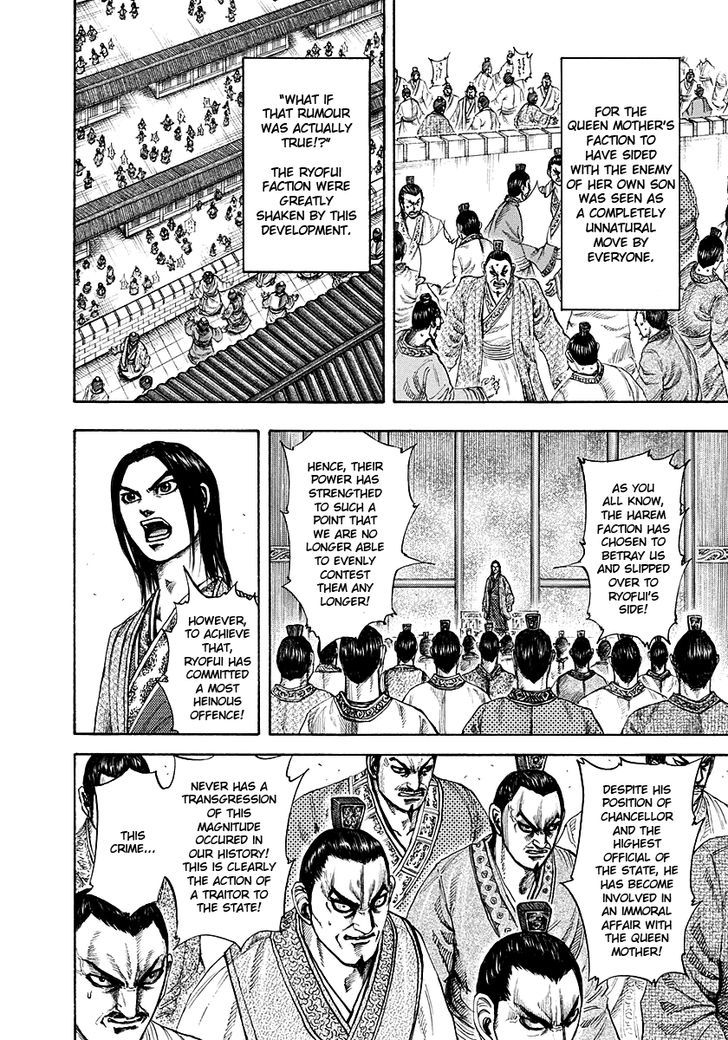 FOR THE
QUEEN MOTHER'S
FACTION TO
HAVE SIDED
WITH THE ENEMY
OF HER OWN SON
WAS SEEN AS
A COMPLETELY
UNNATURAL
MOVE BY
EVERYONE.
"WHAT IF
THAT RUMOUR
WAS ACTUALLY
TRUE!?"
THE RYOFUI
FACTION WERE
GREATLY
SHAKEN BY THIS
DEVELOPMENT.
AS YOU
ALL KNOW,
THE HAREM
FACTION HAS
CHOSEN TO
BETRAY US
AND SLIPPED
OVER TO
RYOFUI'S
SIDE!
HENCE, THEIR
POWER HAS
STRENGTHED
TO SUCH A
POINT THAT
WE ARE NO
LONGER ABLE
TO EVENLY
CONTEST
THEM ANY
LONGER!
HOWEVER,
TO ACHIEVE
THAT,
RYOFUI HAS
COMMITTED
A MOST
HEINOUS
OFFENCE!
DESPITE HIS
POSITION OF
CHANCELLOR
AND THE
HIGHEST
OFFICIAL OF
THE STATE, HE
HAS BECOME
INVOLVED IN
AN IMMORAL
AFFAIR WITH
THE QUEEN
MOTHER!
NEVER HAS A
TRANSGRESSION
OF THIS
MAGNITUDE
OCCURED IN
OUR HISTORY!
THIS IS CLEARLY
THE ACTION OF
A TRAITOR TO
THE STATE!
THIS
CRIME...